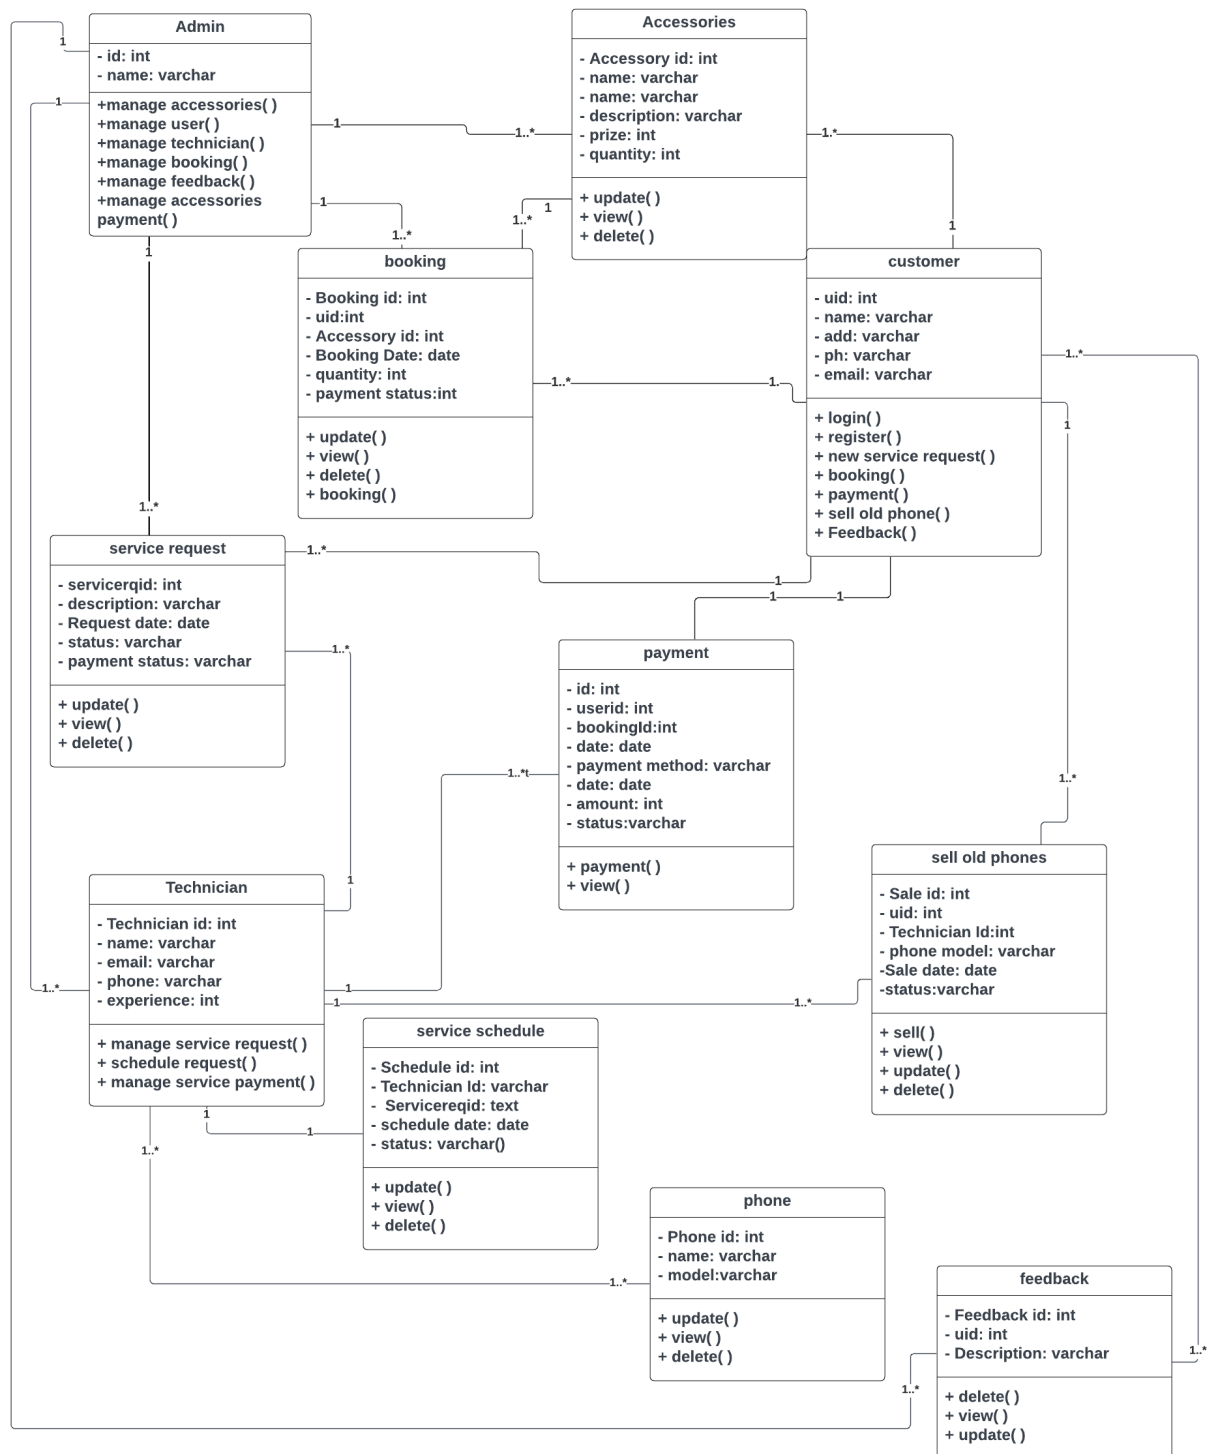 Admin
- id: int
- name: varchar
+manage accessories( )
+manage user( )
+manage technician( )
+manage booking( )
+manage feedback( )
+manage accessories
payment( )
1
1
1
1..*
1
1..*
1
1..*
Accessories
- Accessory id: int
- name: varchar
- name: varchar
- description: varchar
- prize: int
- quantity: int
+ update( )
+ view( )
+ delete( )
1.*
1
1
1..*
booking
- Booking id: int
- uid:int
- Accessory id: int
- Booking Date: date
- quantity: int
- payment status:int
+ update( )
+ view( )
+ delete( )
+ booking( )
1..*
1.
customer
- uid: int
- name: varchar
- add: varchar
- ph: varchar
- email: varchar
+ login( )
+ register( )
+ new service request( )
+ booking( )
+ payment( )
+ sell old phone( )
+ Feedback( )
1..*
1
1..*
service request
- servicerqid: int
- description: varchar
- Request date: date
- status: varchar
- payment status: varchar
+ update( )
+ view( )
+ delete( )
1..*
1
1
1
1..*
1
payment
- id: int
- userid: int
- bookingId:int
- date: date
- payment method: varchar
- date: date
- amount: int
- status:varchar
+ payment( )
+ view( )
1..*t
1
sell old phones
- Sale id: int
- uid: int
- Technician Id:int
- phone model: varchar
-Sale date: date
-status:varchar
+ sell( )
+ view( )
+ update( )
+ delete( )
Technician
- Technician id: int
- name: varchar
- email: varchar
- phone: varchar
- experience: int
+ manage service request( )
+ schedule request( )
+ manage service payment( )
1..*
1
1..*
1
1
1..*
1..*
service schedule
- Schedule id: int
- Technician Id: varchar
- Servicereqid: text
- schedule date: date
- status: varchar()
+ update( )
+ view( )
+ delete( )
phone
- Phone id: int
- name: varchar
- model:varchar
+ update( )
+ view( )
+ delete( )
feedback
- Feedback id: int
- uid: int
- Description: varchar
+ delete( )
+ view( )
+ update( )
1..*
1..*